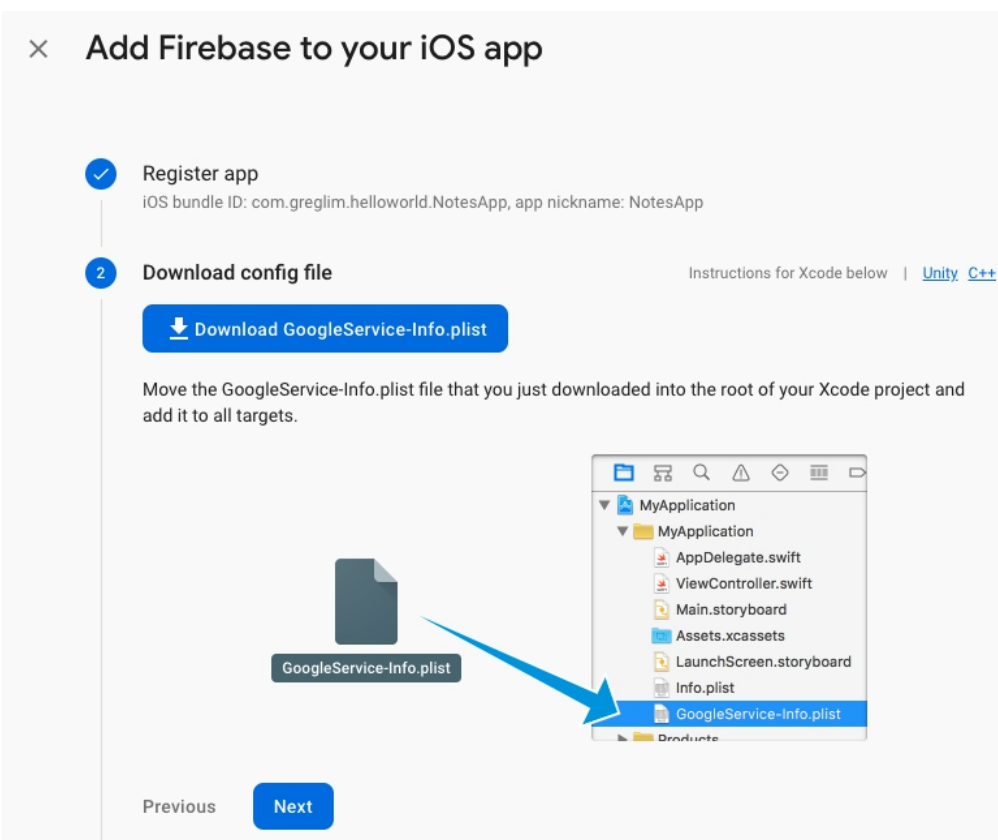 Add Firebase to your iOS app
Register app
iOS bundle ID: com.greglim.helloworld.NotesApp, app nickname: NotesApp
2
Download config file
Instructions for Xcode below | Unity C++
Download GoogleService-Info.plist
Move the GoogleService-Info.plist file that you just downloaded into the root of your Xcode project and
add it to all targets.
GoogleService-Info.plist
MyApplication
MyApplication
AppDelegate.swift
ViewController.swift
Main.storyboard
Assets.xcassets
LaunchScreen.storyboard
Info.plist
GoogleService-Info.plist
Products
Previous
Next